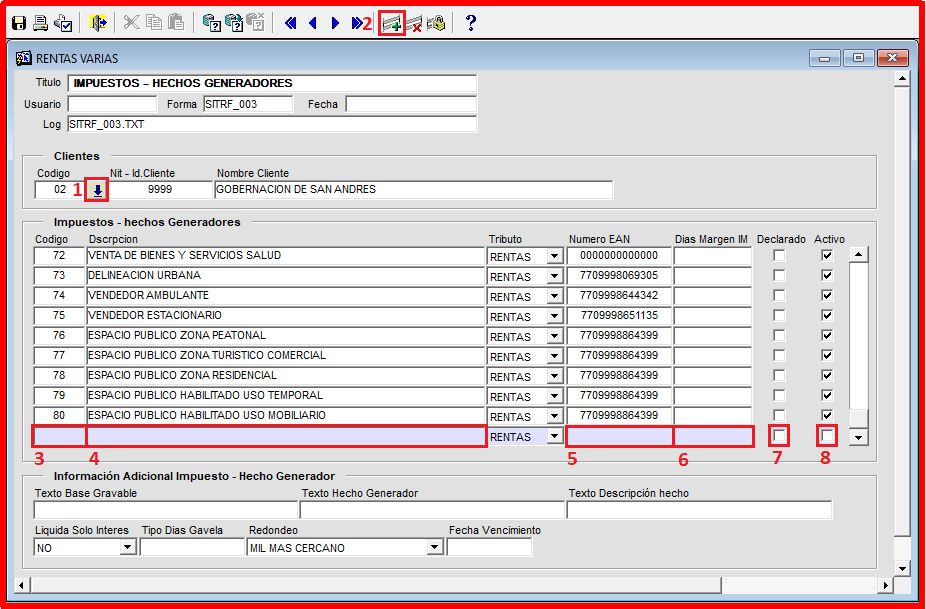 2
?
RENTAS VARIAS
Titulo IMPUESTOS – HECHOS GENERADORES
Usuario Forma SITRF_003 Fecha
Log SITRF_003.TXT
Clientes
Codigo Nit - Id.Cliente Nombre Cliente
02 1 9999 GOBERNACION DE SAN ANDRES
Impuestos - hechos Generadores
Codigo Dscrpcion Tributo Numero EAN Dias Margen IM Declarado Activo
72 VENTA DE BIENES Y SERVICIOS SALUD RENTAS 0000000000000
73 DELINEACION URBANA RENTAS 7709998069305
74 VENDEDOR AMBULANTE RENTAS 7709998644342
75 VENDEDOR ESTACIONARIO RENTAS 7709998651135
76 ESPACIO PUBLICO ZONA PEATONAL RENTAS 7709998864399
77 ESPACIO PUBLICO ZONA TURISTICO COMERCIAL RENTAS 7709998864399
78 ESPACIO PUBLICO ZONA RESIDENCIAL RENTAS 7709998864399
79 ESPACIO PUBLICO HABILITADO USO TEMPORAL RENTAS 7709998864399
80 ESPACIO PUBLICO HABILITADO USO MOBILIARIO RENTAS 7709998864399
RENTAS
3 4 5 6 7 8
Información Adicional Impuesto - Hecho Generador
Texto Base Gravable Texto Hecho Generador Texto Descripción hecho
Liquida Solo Interes Tipo Dias Gavela Redondeo Fecha Vencimiento
NO MIL MAS CERCANO